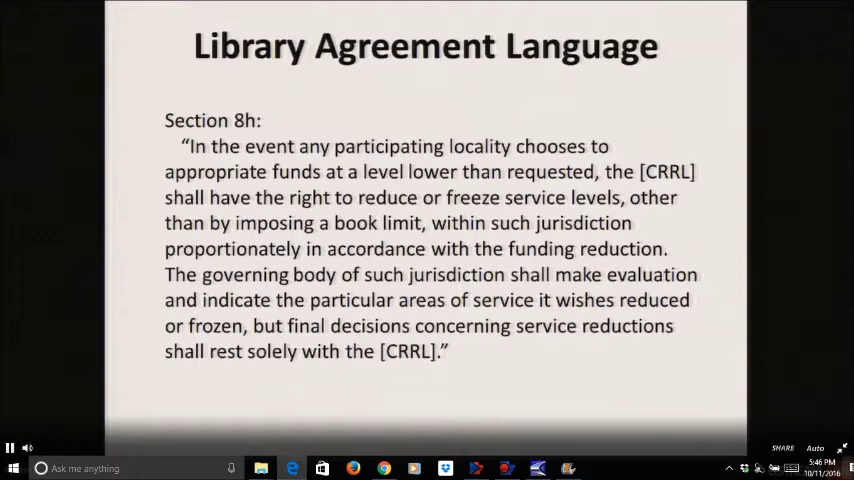 Library Agreement Language
Section 8h:
“In the event any participating locality chooses to
appropriate funds at a level lower than requested, the [CRRL]
shall have the right to reduce or freeze service levels, other
than by imposing a book limit, within such jurisdiction
proportionately in accordance with the funding reduction.
The governing body of such jurisdiction shall make evaluation
and indicate the particular areas of service it wishes reduced
or frozen, but final decisions concerning service reductions
shall rest solely with the [CRRL].”
SHARE Auto
Ask me anything
5:46 PM
10/11/2016